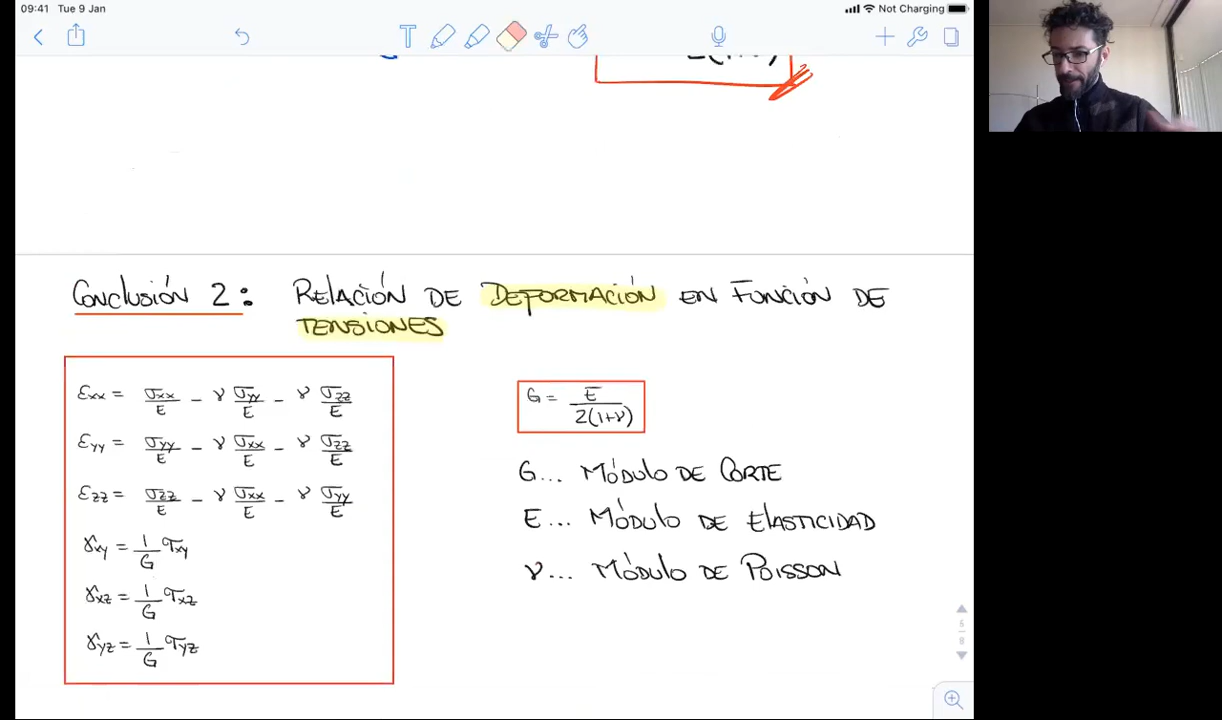 09:41 Tue 9 Jan
Not Charging
Conclusión 2: RELACIÓN DE DEFORMACIÓN EN FUNCIÓN DE
TENSIONES
εxx = σxx/E - ν σyy/E - ν σzz/E
εyy = σyy/E - ν σxx/E - ν σzz/E
εzz = σzz/E - ν σxx/E - ν σyy/E
γxy = 1/G τxy
γxz = 1/G τxz
γyz = 1/G τyz
G = E/2(1+ν)
G... MÓDULO DE CORTE
E... MÓDULO DE ELASTICIDAD
ν... MÓDULO DE POISSON